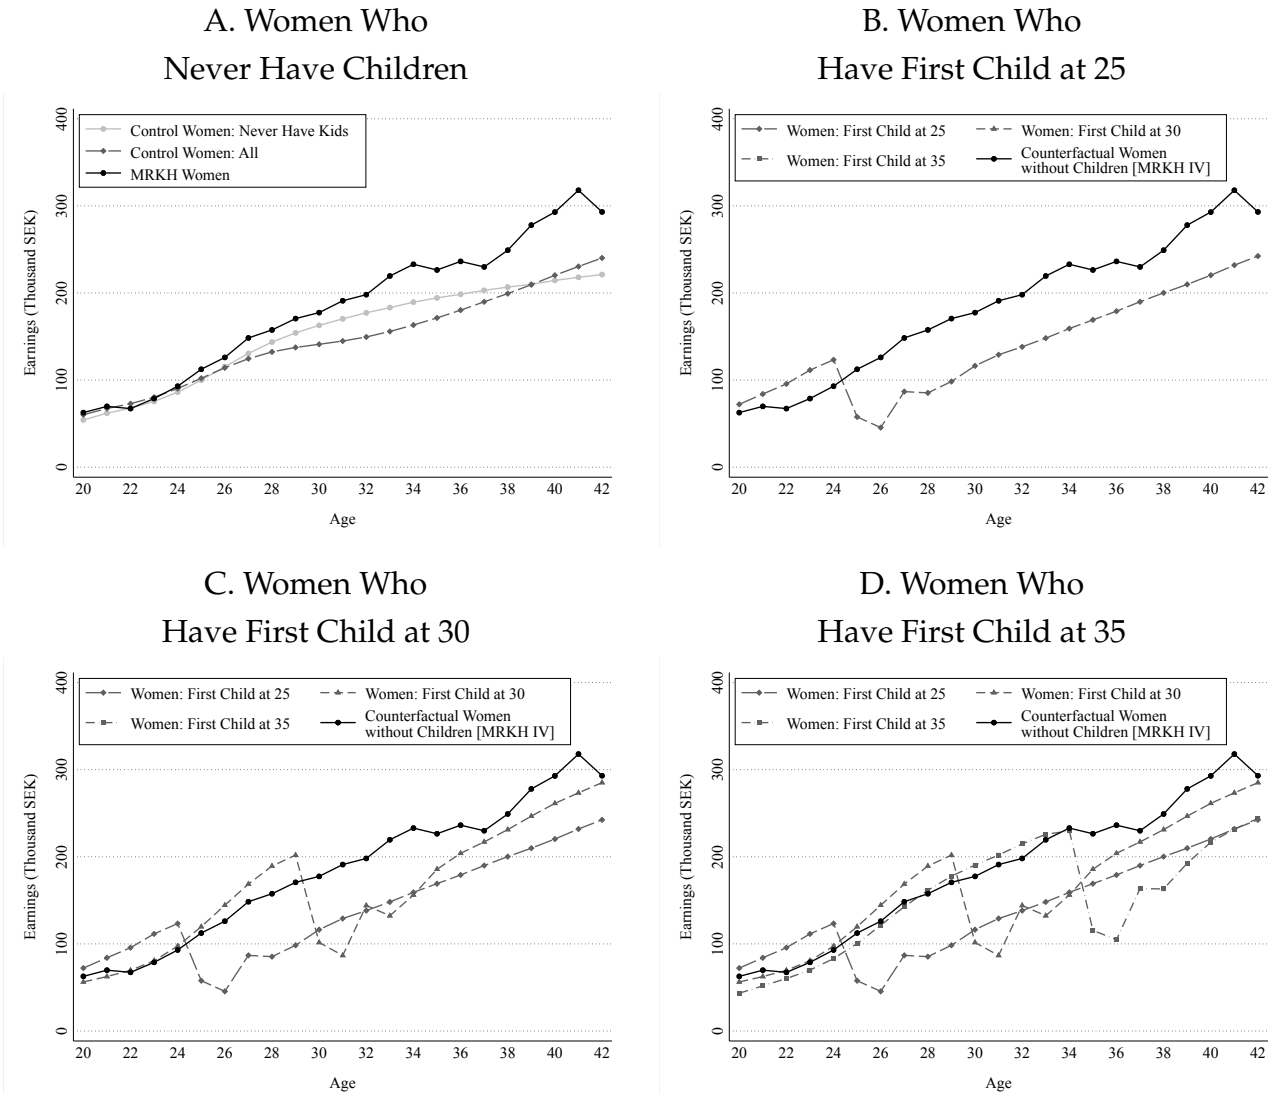 A. Women Who
Never Have Children
400
300
200
100
0
Earnings (Thousand SEK)
Control Women: Never Have Kids
Control Women: All
MRKH Women
20 22 24 26 28 30 32 34 36 38 40 42
Age
B. Women Who
Have First Child at 25
400
300
200
100
0
Earnings (Thousand SEK)
Women: First Child at 25
Women: First Child at 30
Women: First Child at 35
Counterfactual Women
without Children [MRKH IV]
20 22 24 26 28 30 32 34 36 38 40 42
Age
C. Women Who
Have First Child at 30
400
300
200
100
0
Earnings (Thousand SEK)
Women: First Child at 25
Women: First Child at 30
Women: First Child at 35
Counterfactual Women
without Children [MRKH IV]
20 22 24 26 28 30 32 34 36 38 40 42
Age
D. Women Who
Have First Child at 35
400
300
200
100
0
Earnings (Thousand SEK)
Women: First Child at 25
Women: First Child at 30
Women: First Child at 35
Counterfactual Women
without Children [MRKH IV]
20 22 24 26 28 30 32 34 36 38 40 42
Age